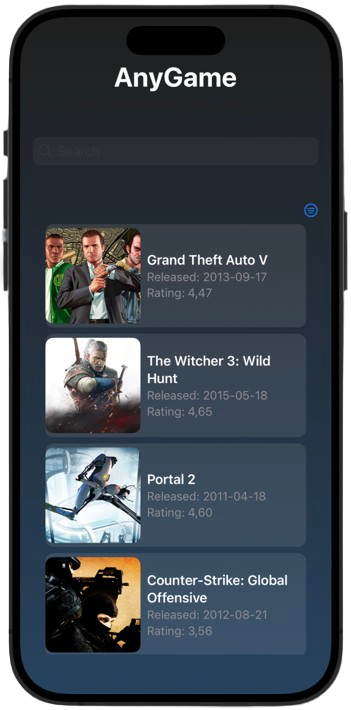 AnyGame
Search
Grand Theft Auto V
Released: 2013-09-17
Rating: 4,47
The Witcher 3: Wild
Hunt
Released: 2015-05-18
Rating: 4,65
Portal 2
Released: 2011-04-18
Rating: 4,60
Counter-Strike: Global
Offensive
Released: 2012-08-21
Rating: 3,56